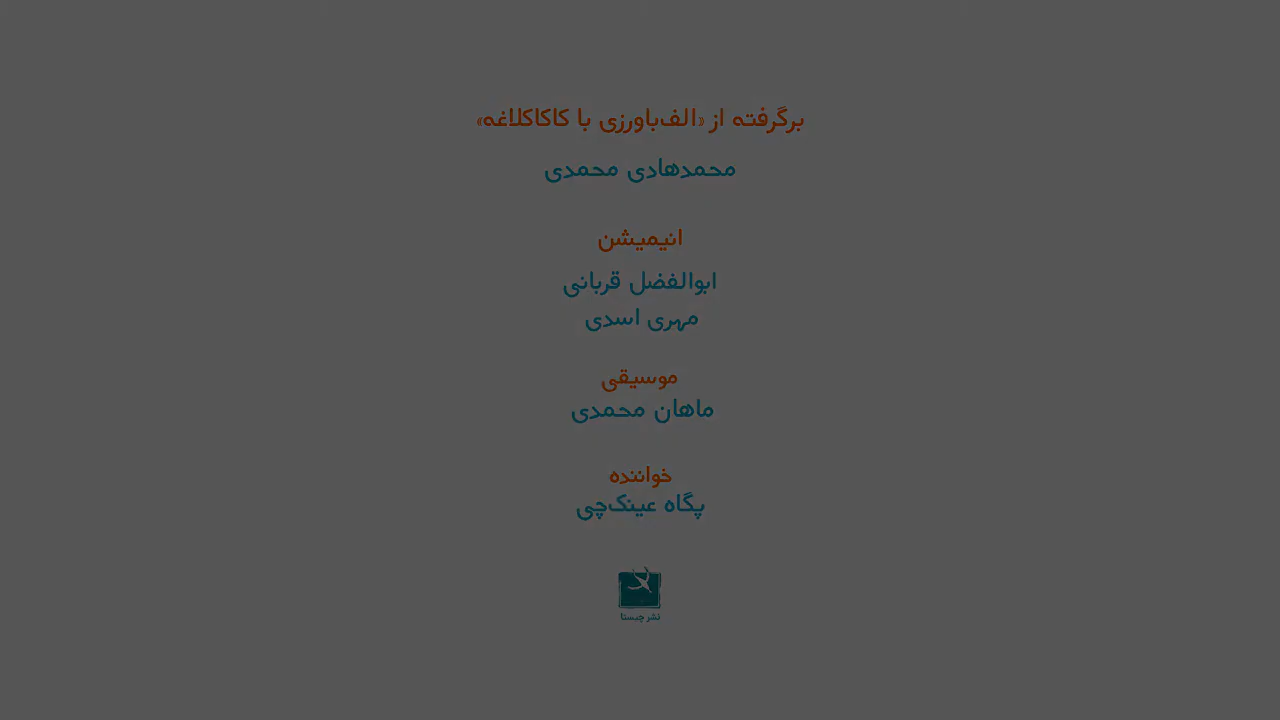 برگرفته از «الف‌باورزی با کاکاکلاغه»
محمدهادی محمدی
انیمیشن
ابوالفضل قربانی
مهری اسدی
موسیقی
ماهان محمدی
خواننده
پگاه عینک‌چی
نشر چیستا